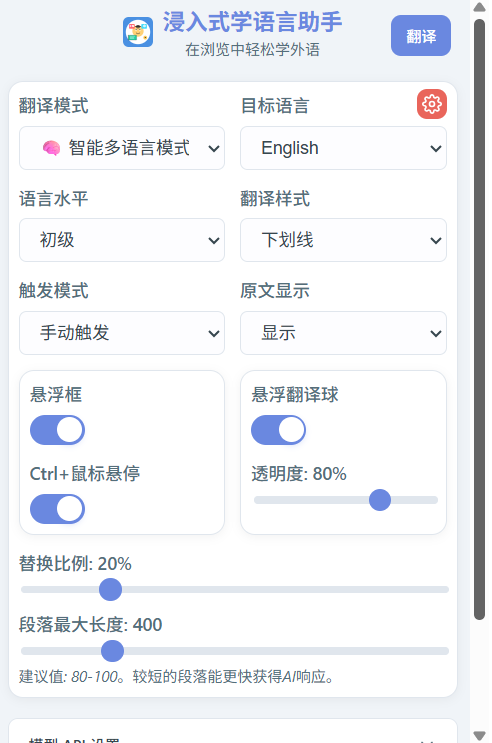 浸入式学语言助手
在浏览中轻松学外语
翻译
翻译模式
目标语言
智能多语言模式
English
语言水平
翻译样式
初级
下划线
触发模式
原文显示
手动触发
显示
悬浮框
悬浮翻译球
Ctrl+鼠标悬停
透明度: 80%
替换比例: 20%
段落最大长度: 400
建议值: 80-100。较短的段落能更快获得AI响应。
模型 API 设置